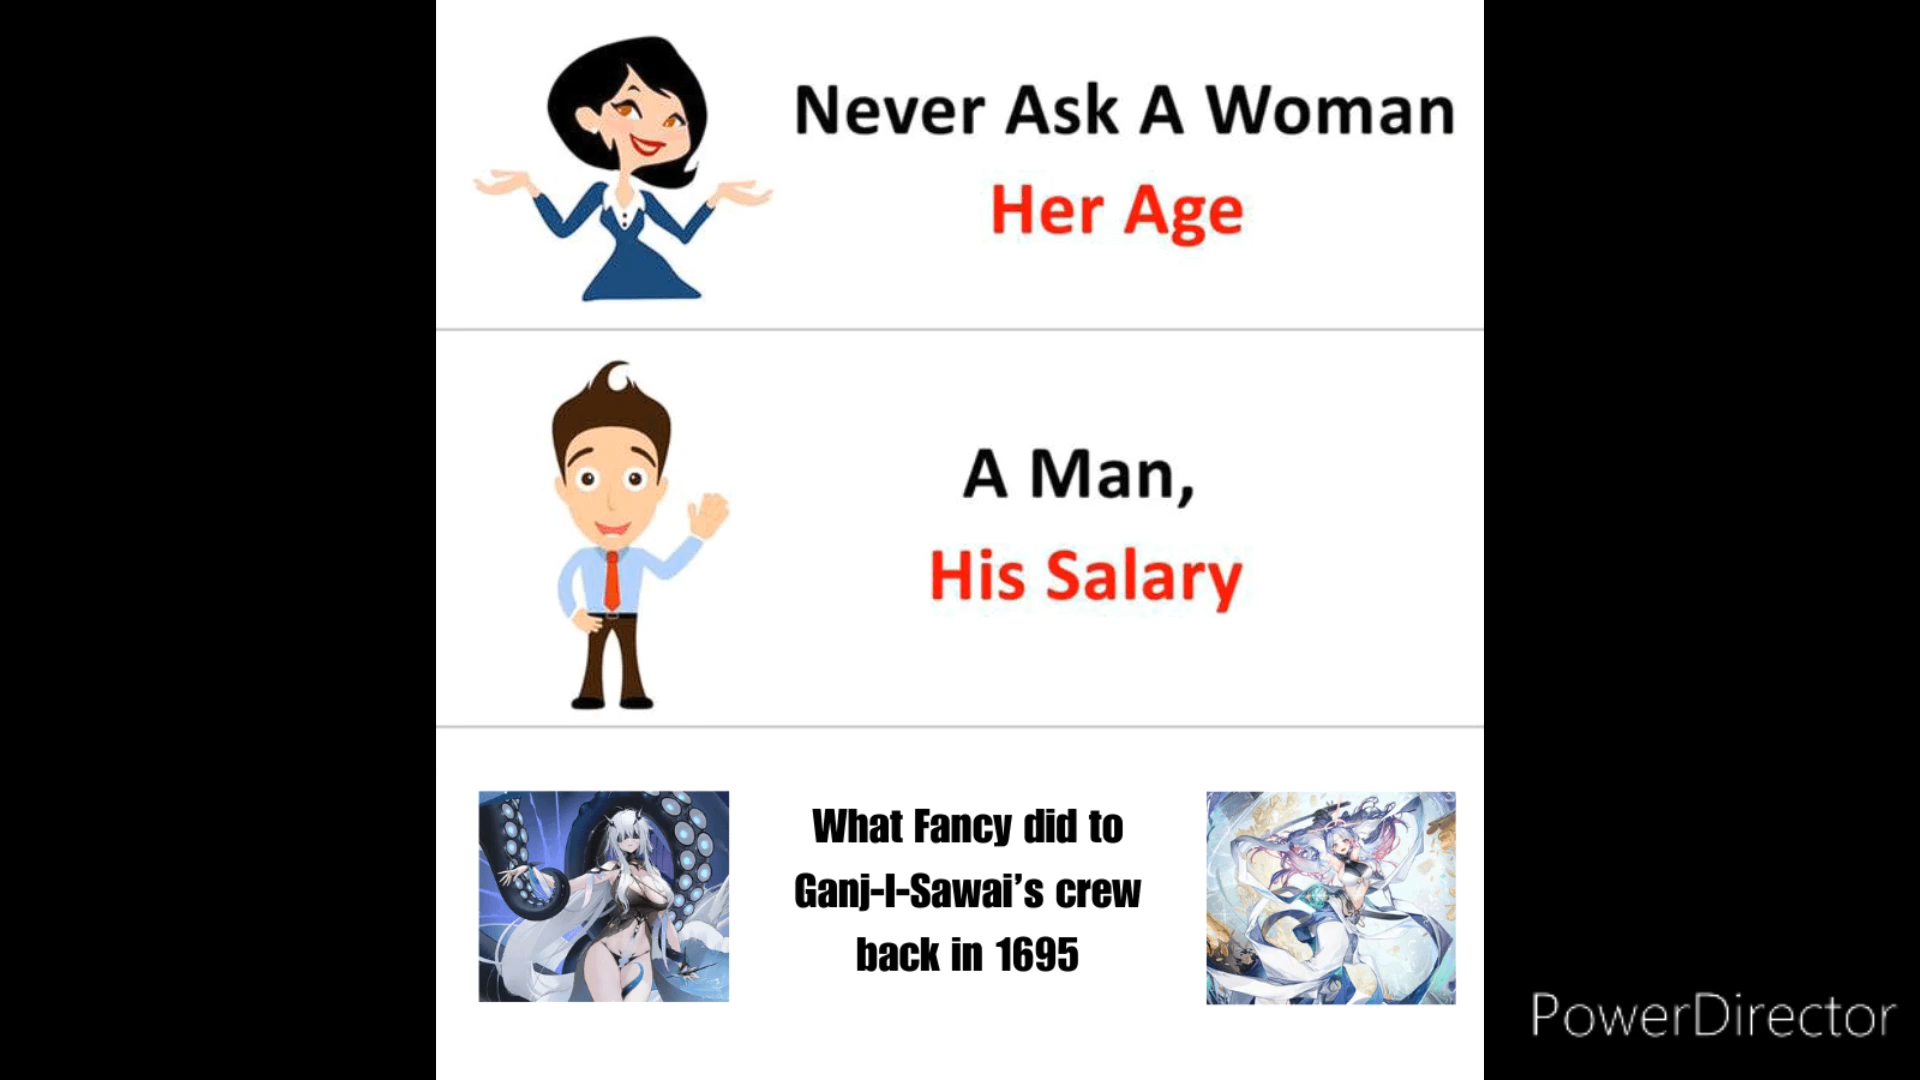 Never Ask A Woman
Her Age
A Man,
His Salary
What Fancy did to
Ganj-I-Sawai’s crew
back in 1695
PowerDirector